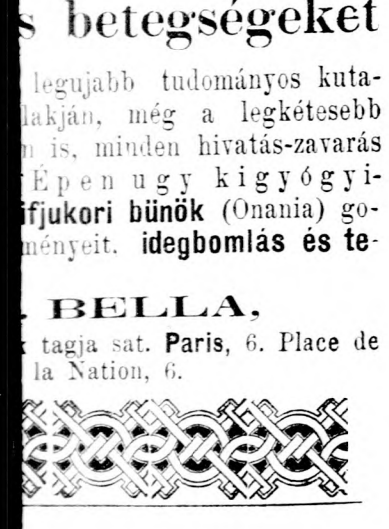 s betegségeket
legujabb tudományos kuta-
lakján, még a legkétesebb
n is, minden hivatás-zavarás
Épen ugy kigyógyi-
ifjukori bünök (Onania) go-
ményeit. idegbomlás és te-
. BELLA,
k tagja sat. Paris, 6. Place de
la Nation, 6.